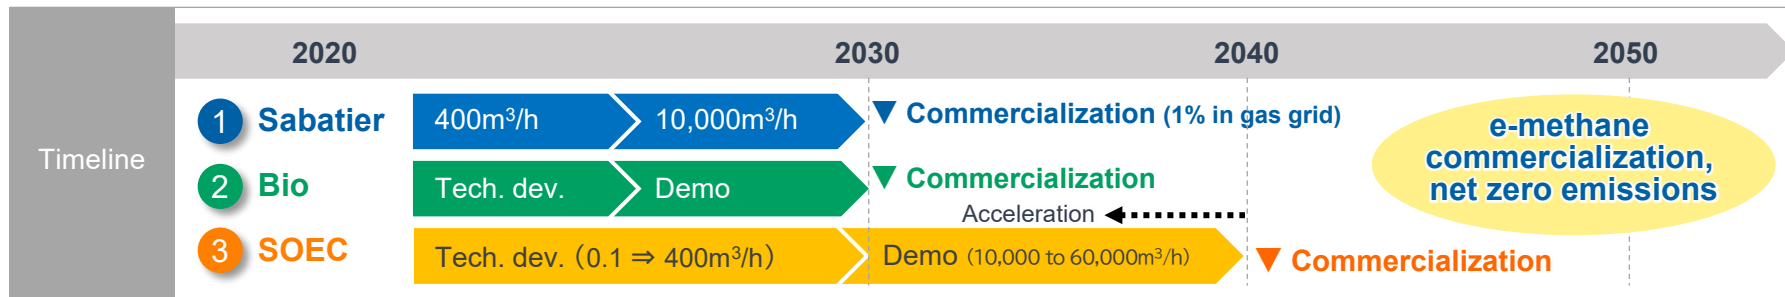 Timeline
2020 2030 2040 2050
1 Sabatier 400m³/h 10,000m³/h ▼ Commercialization (1% in gas grid)
2 Bio Tech. dev. Demo ▼ Commercialization
Acceleration
3 SOEC Tech. dev. (0.1 ⇒ 400m³/h) Demo (10,000 to 60,000m³/h) ▼ Commercialization
e-methane
commercialization,
net zero emissions